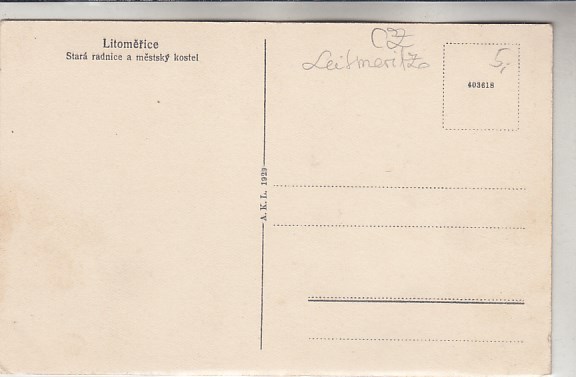 Litoměřice
Stará radnice a městský kostel
CZ
Leitmeritz
5,-
403618
A. K. L. 1923